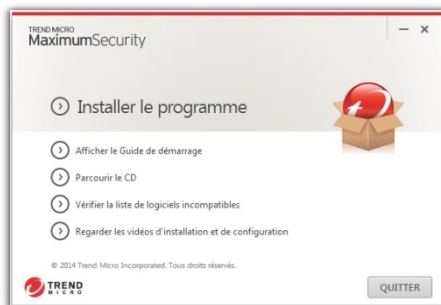 TREND MICRO
MaximumSecurity
Installer le programme
Afficher le Guide de démarrage
Parcourir le CD
Vérifier la liste de logiciels incompatibles
Regarder les vidéos d'installation et de configuration
© 2014 Trend Micro Incorporated. Tous droits réservés.
TREND
MICRO
QUITTER